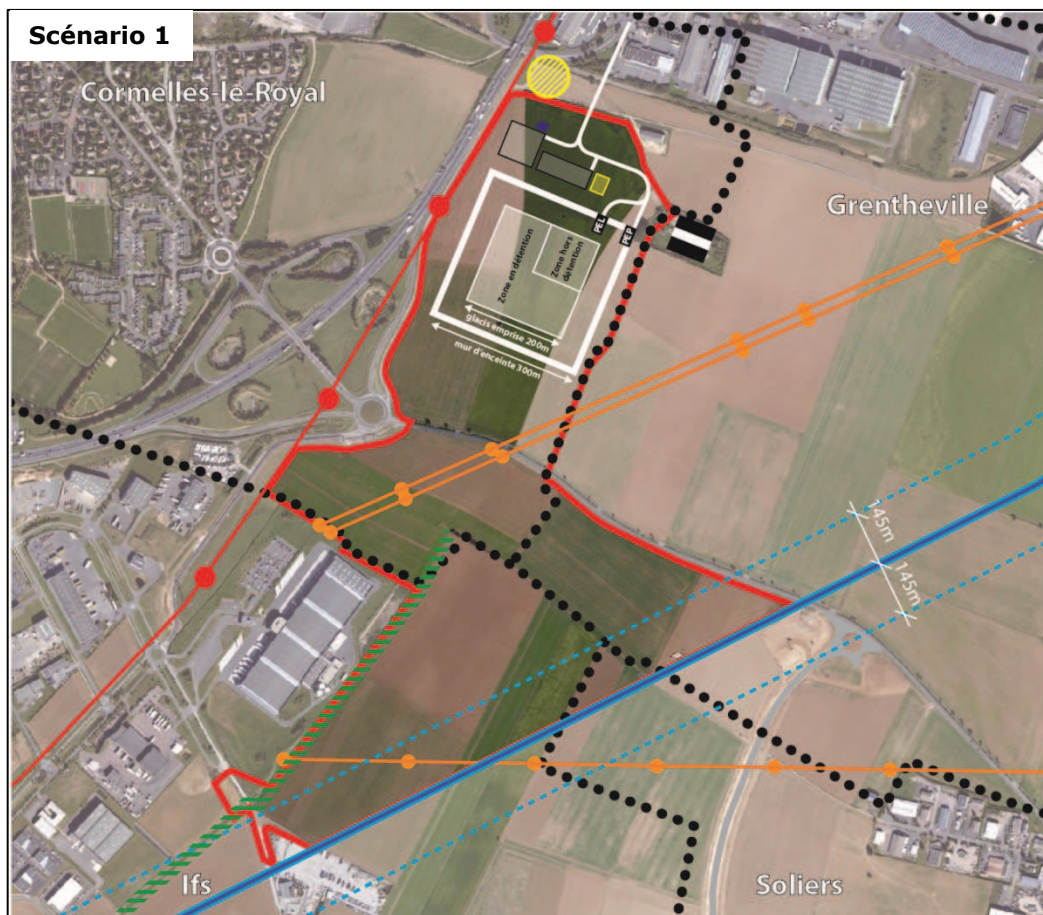 Scénario 1
Cormelles-le-Royal
Grentheville
PEL
PEP
Zone en détention
Zone hors
détention
glacis emprise 200m
mur d'enceinte 300m
145m
145m
Ifs
Soliers